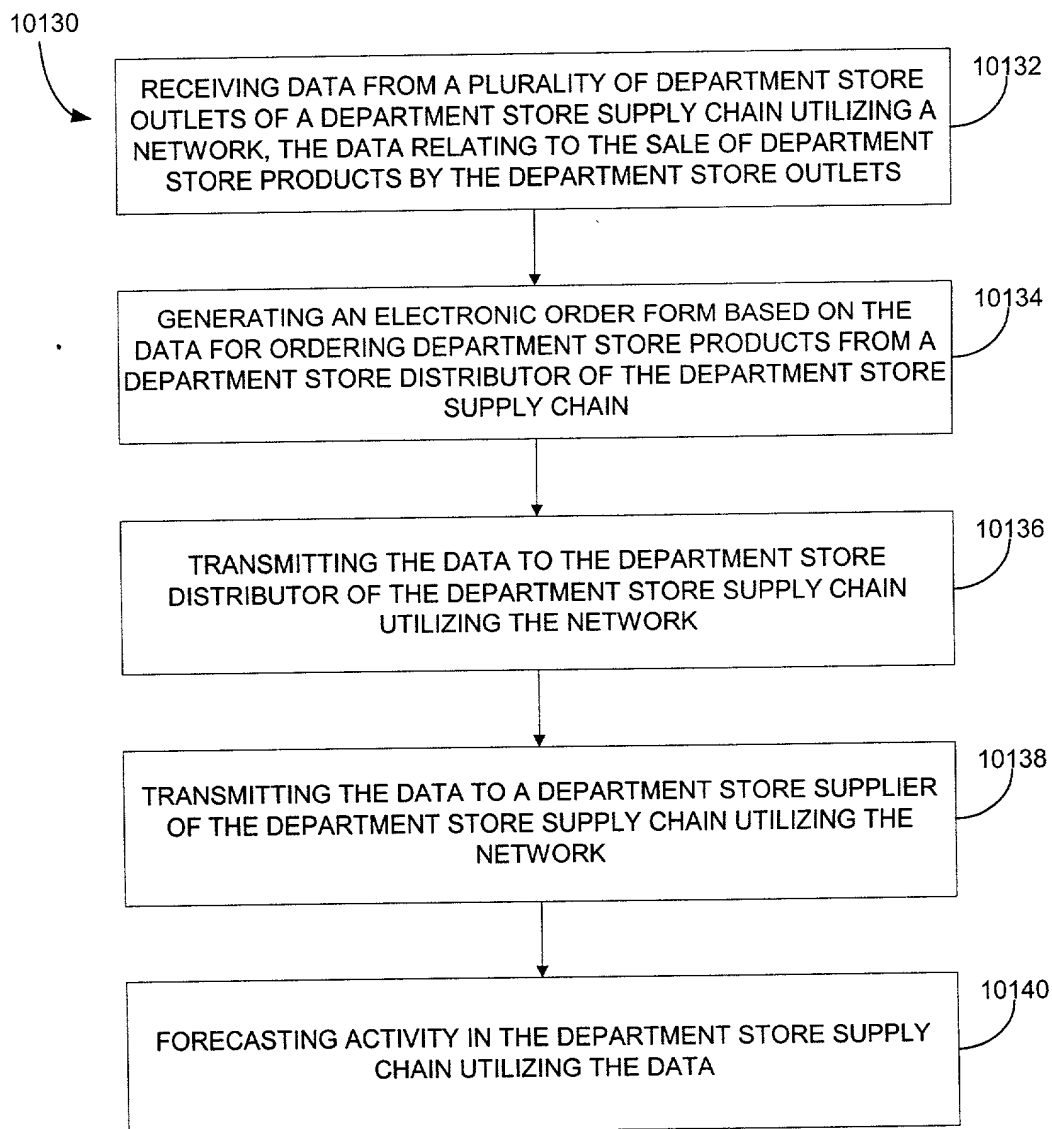 10130
RECEIVING DATA FROM A PLURALITY OF DEPARTMENT STORE
OUTLETS OF A DEPARTMENT STORE SUPPLY CHAIN UTILIZING A
NETWORK, THE DATA RELATING TO THE SALE OF DEPARTMENT
STORE PRODUCTS BY THE DEPARTMENT STORE OUTLETS
10132
GENERATING AN ELECTRONIC ORDER FORM BASED ON THE
DATA FOR ORDERING DEPARTMENT STORE PRODUCTS FROM A
DEPARTMENT STORE DISTRIBUTOR OF THE DEPARTMENT STORE
SUPPLY CHAIN
10134
TRANSMITTING THE DATA TO THE DEPARTMENT STORE
DISTRIBUTOR OF THE DEPARTMENT STORE SUPPLY CHAIN
UTILIZING THE NETWORK
10136
TRANSMITTING THE DATA TO A DEPARTMENT STORE SUPPLIER
OF THE DEPARTMENT STORE SUPPLY CHAIN UTILIZING THE
NETWORK
10138
FORECASTING ACTIVITY IN THE DEPARTMENT STORE SUPPLY
CHAIN UTILIZING THE DATA
10140